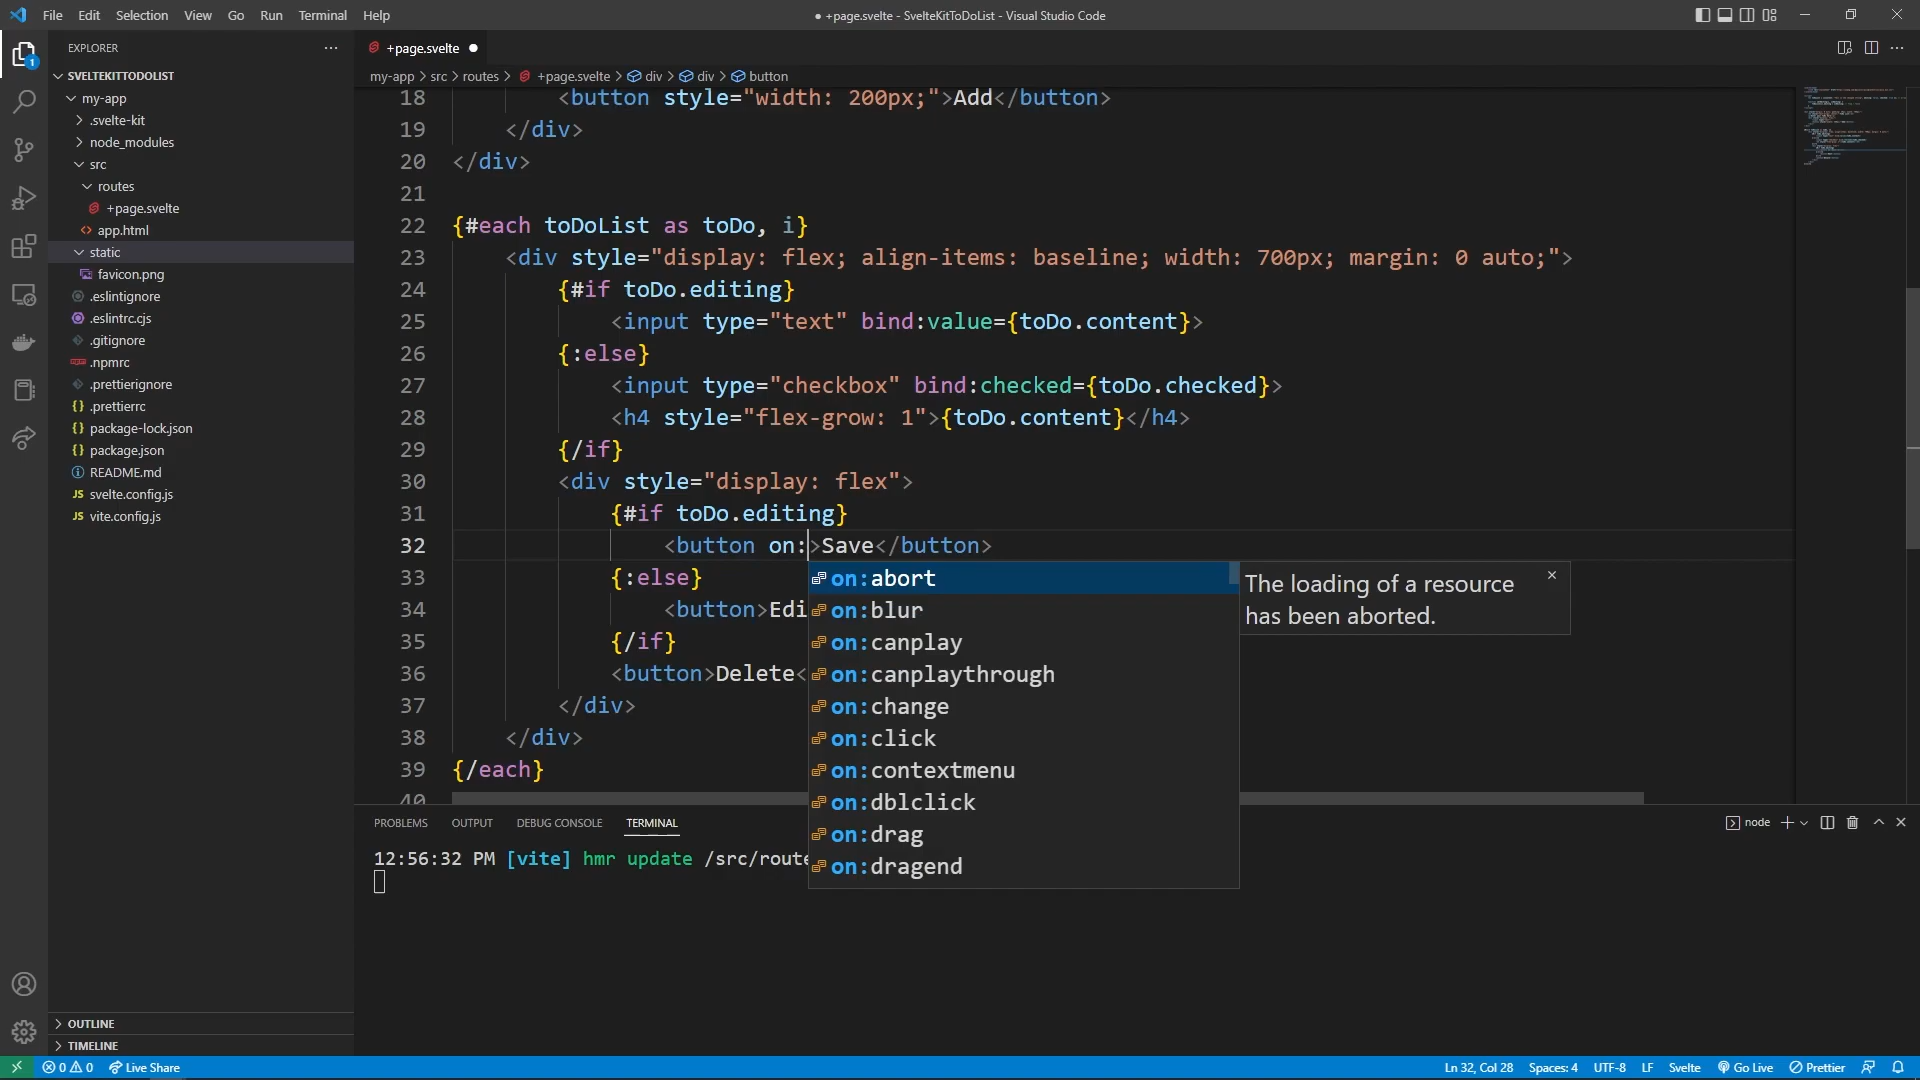 File Edit Selection View Go Run Terminal Help
● +page.svelte - SvelteKitToDoList - Visual Studio Code
1
EXPLORER
SVELTEKITTODOLIST
my-app
.svelte-kit
node_modules
src
routes
+page.svelte
app.html
static
favicon.png
.eslintignore
.eslintrc.cjs
.gitignore
.npmrc
.prettierignore
.prettierrc
package-lock.json
package.json
README.md
svelte.config.js
vite.config.js
OUTLINE
TIMELINE
+page.svelte
my-app > src > routes > +page.svelte > div > div > button
18 <button style="width: 200px;">Add</button>
19 </div>
20 </div>
21
22 {#each toDoList as toDo, i}
23 <div style="display: flex; align-items: baseline; width: 700px; margin: 0 auto;">
24 {#if toDo.editing}
25 <input type="text" bind:value={toDo.content}>
26 {:else}
27 <input type="checkbox" bind:checked={toDo.checked}>
28 <h4 style="flex-grow: 1">{toDo.content}</h4>
29 {/if}
30 <div style="display: flex">
31 {#if toDo.editing}
32 <button on:>Save</button>
33 {:else}
34 <button>Edi
35 {/if}
36 <button>Delete<
37 </div>
38 </div>
39 {/each}
40
on:abort
on:blur
on:canplay
on:canplaythrough
on:change
on:click
on:contextmenu
on:dblclick
on:drag
on:dragend
The loading of a resource
has been aborted.
PROBLEMS OUTPUT DEBUG CONSOLE TERMINAL
node
12:56:32 PM [vite] hmr update /src/route
0 0 Live Share
Ln 32, Col 28 Spaces: 4 UTF-8 LF Svelte Go Live Prettier